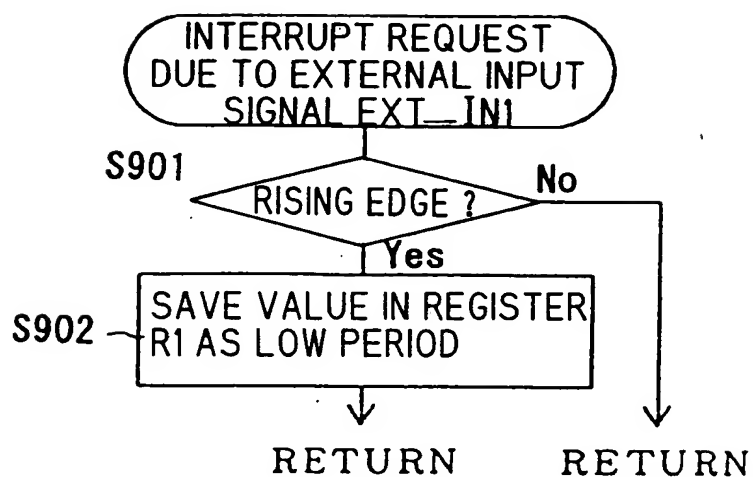 INTERRUPT REQUEST
DUE TO EXTERNAL INPUT
SIGNAL EXT_IN1
S901
RISING EDGE ?
No
Yes
SAVE VALUE IN REGISTER
S902
R1 AS LOW PERIOD
RETURN
RETURN